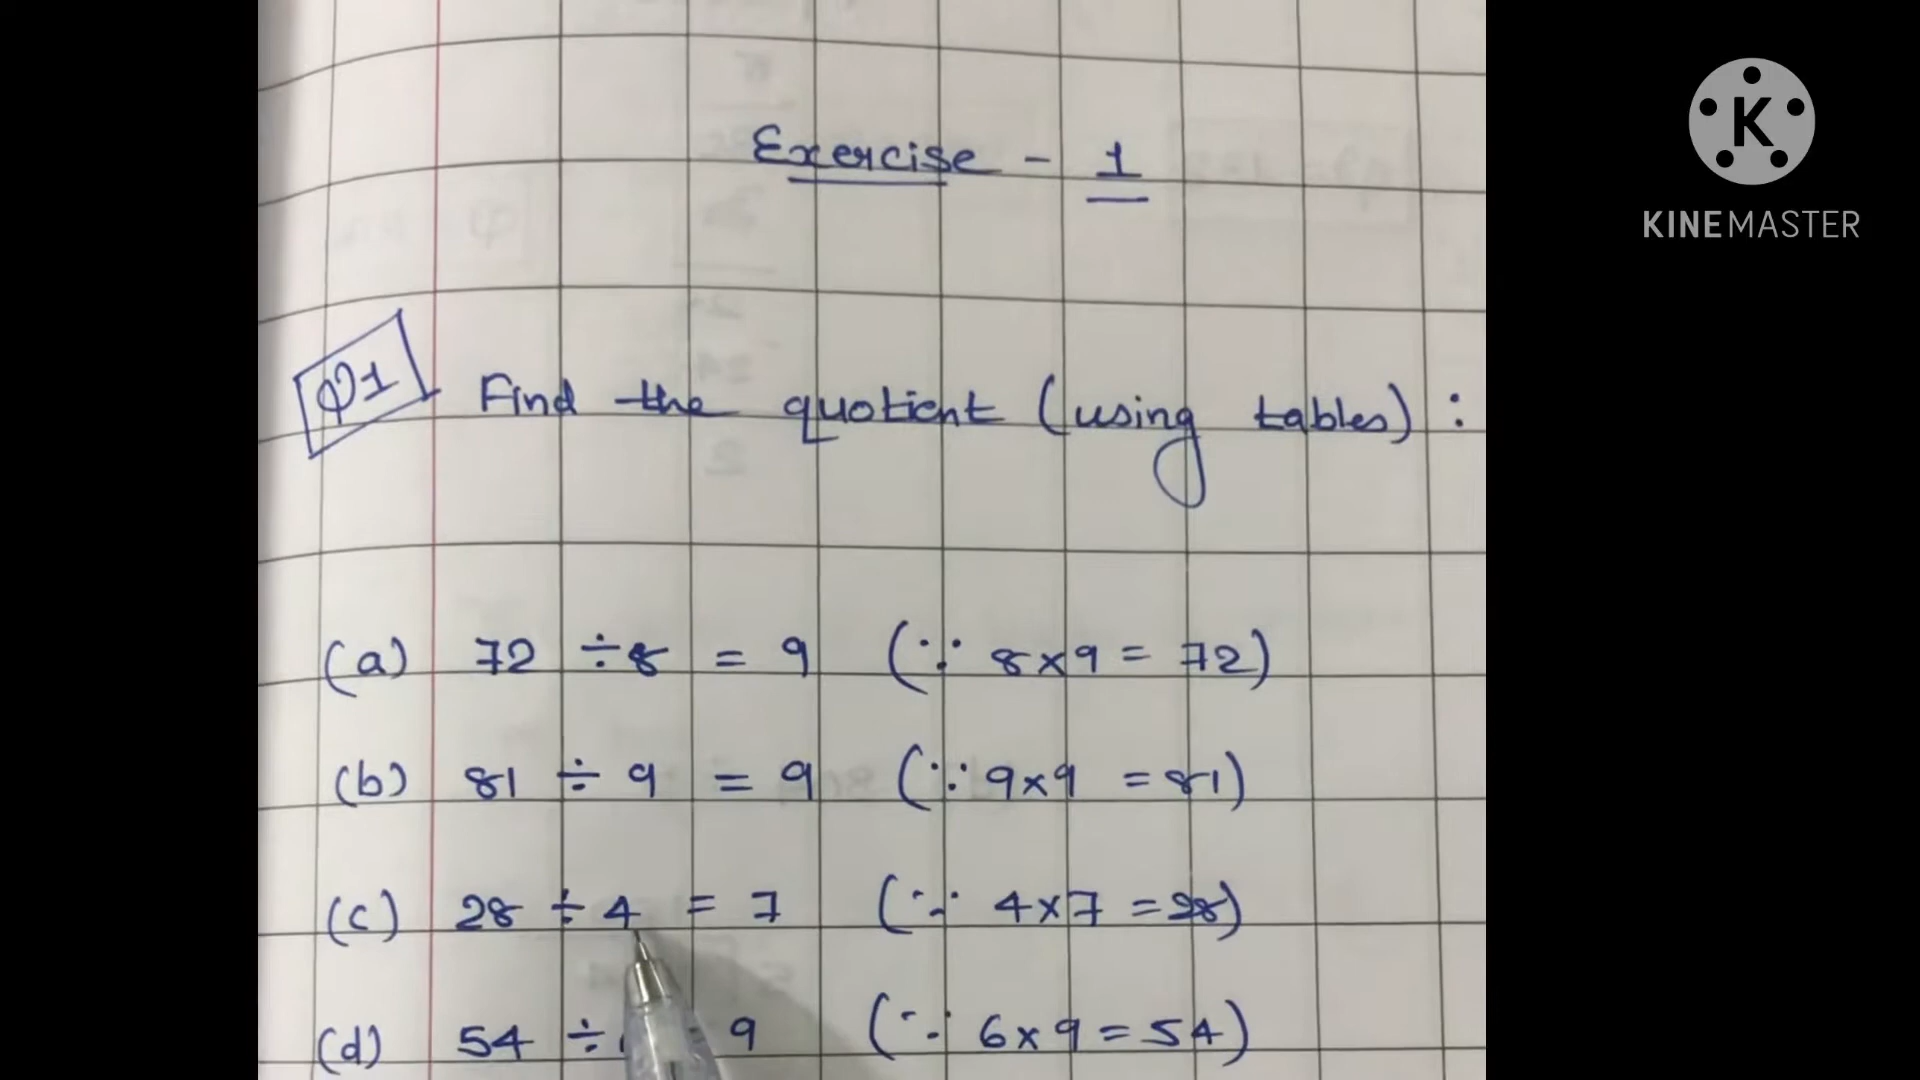 Exercise - 1
Q1 Find the quotient (using tables) :
(a) 72 ÷ 8 = 9 (∵ 8×9 = 72)
(b) 81 ÷ 9 = 9 (∵ 9×9 = 81)
(c) 28 ÷ 4 = 7 (∵ 4×7 = 28)
(d) 54 ÷ = 9 (∵ 6×9 = 54)
K
KINEMASTER